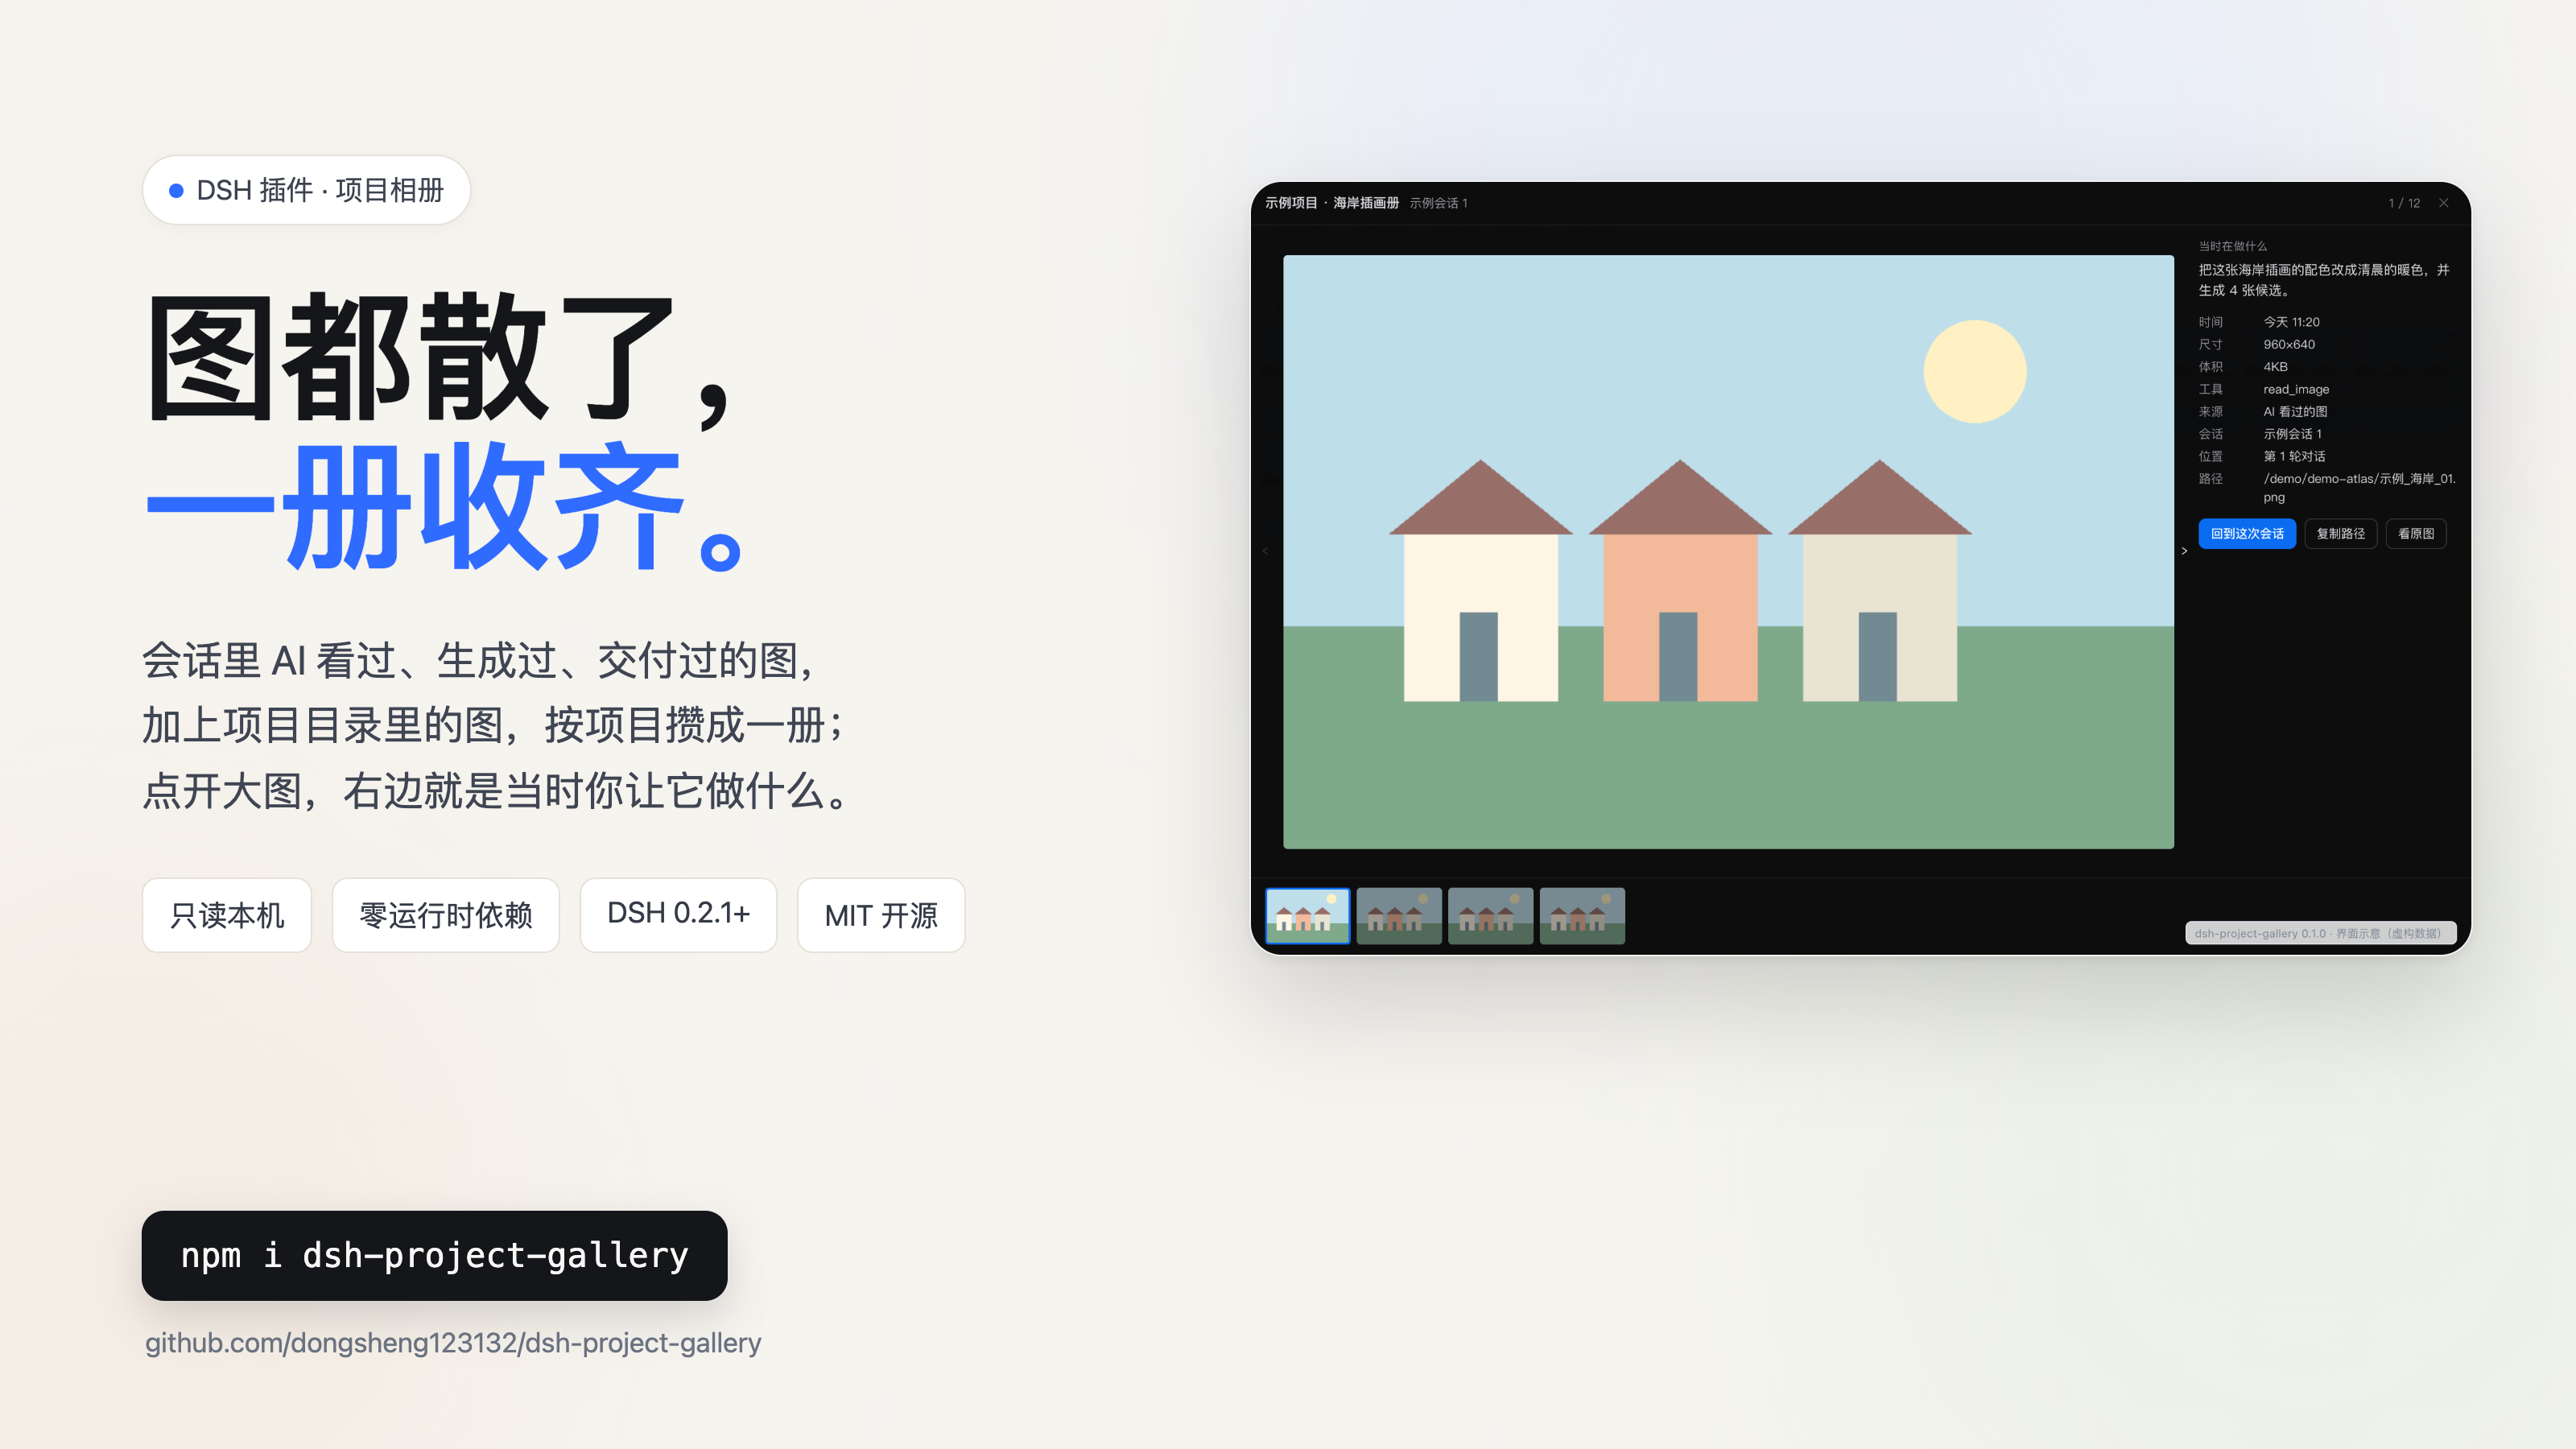 DSH 插件 · 项目相册
图都散了，
一册收齐。
会话里 AI 看过、生成过、交付过的图，
加上项目目录里的图，按项目攒成一册；
点开大图，右边就是当时你让它做什么。
只读本机
零运行时依赖
DSH 0.2.1+
MIT 开源
npm i dsh-project-gallery
github.com/dongsheng123132/dsh-project-gallery
示例项目 · 海岸插画册 示例会话 1
1 / 12 ×
当时在做什么
把这张海岸插画的配色改成清晨的暖色，并
生成 4 张候选。
时间 今天 11:20
尺寸 960×640
体积 4KB
工具 read_image
来源 AI 看过的图
会话 示例会话 1
位置 第 1 轮对话
路径 /demo/demo-atlas/示例_海岸_01.
png
回到这次会话 复制路径 看原图
dsh-project-gallery 0.1.0 · 界面示意（虚构数据）